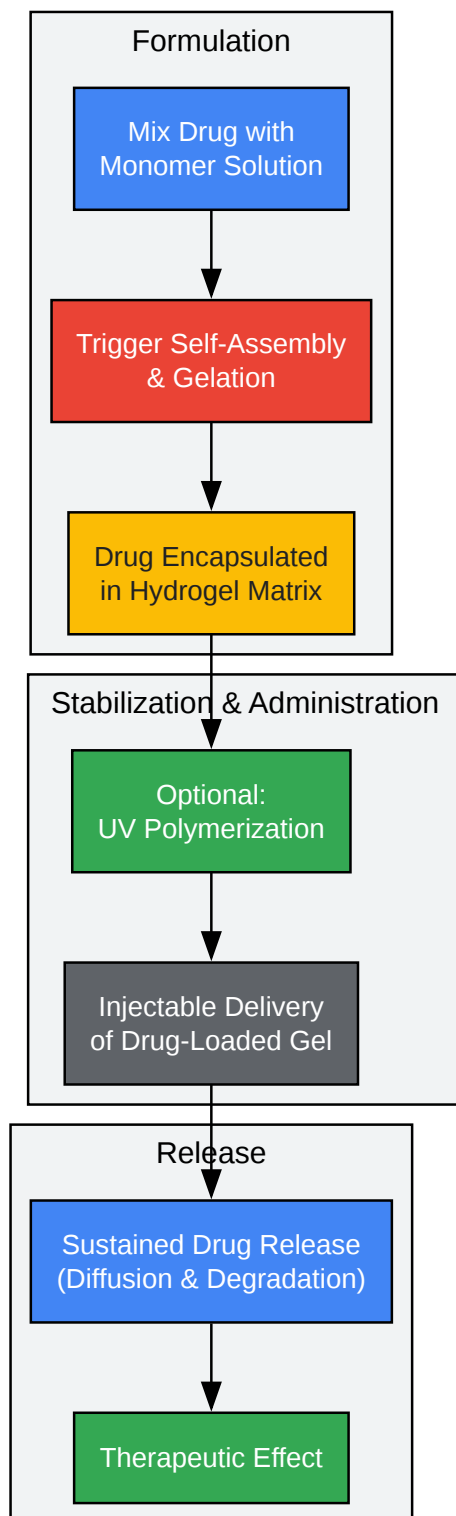 Formulation
Mix Drug with
Monomer Solution
Trigger Self-Assembly
& Gelation
Drug Encapsulated
in Hydrogel Matrix
Stabilization & Administration
Optional:
UV Polymerization
Injectable Delivery
of Drug-Loaded Gel
Release
Sustained Drug Release
(Diffusion & Degradation)
Therapeutic Effect